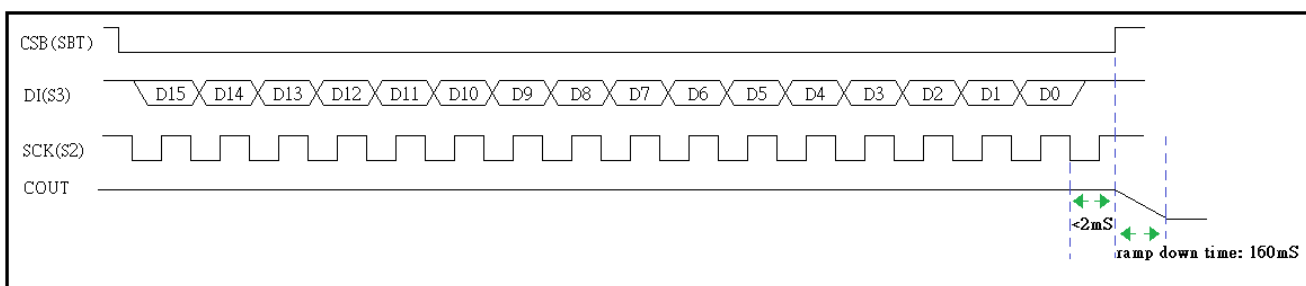 CSB(SBT)
DI(S3)
D15 D14 D13 D12 D11 D10 D9 D8 D7 D6 D5 D4 D3 D2 D1 D0
SCK(S2)
COUT
<2mS
ramp down time: 160mS